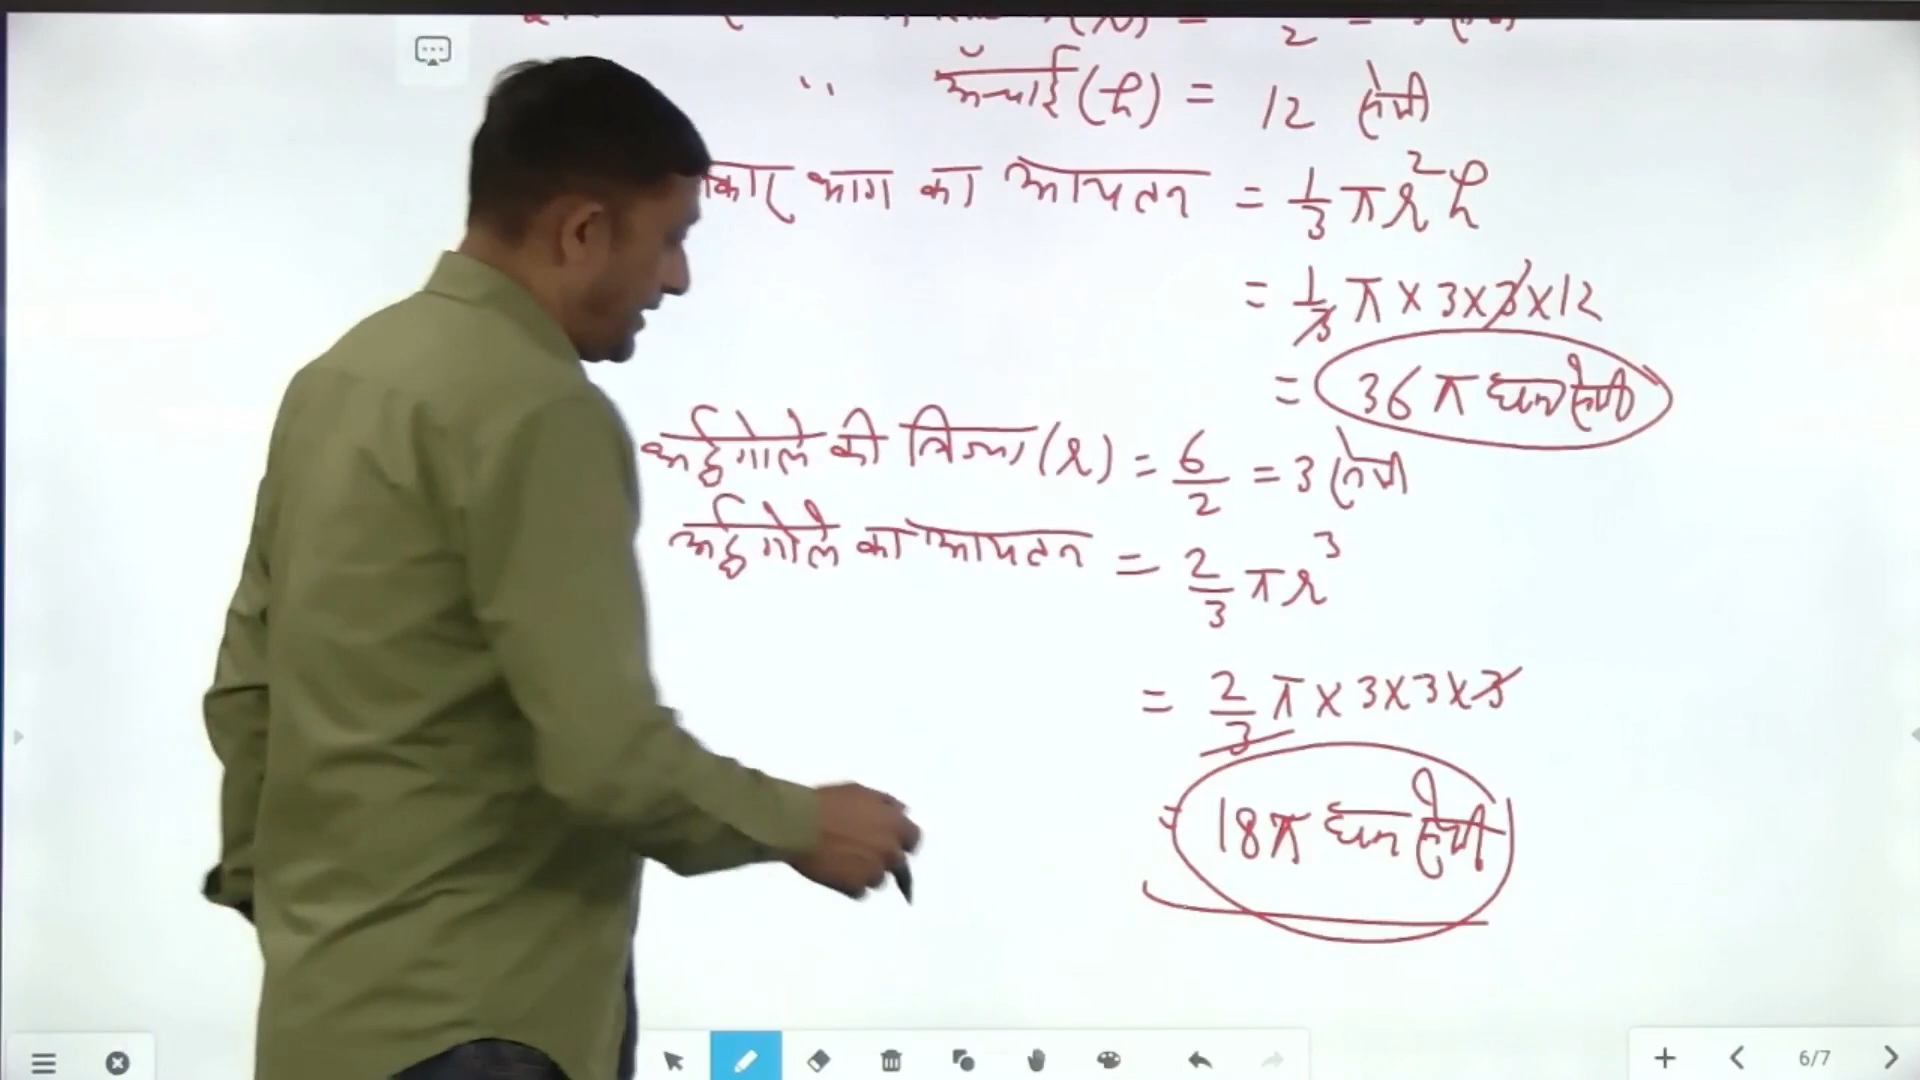 = 2
,, ऊँचाई (h) = 12 सेमी
कार भाग का आयतन = 1/3 πr²h
= 1/3 π × 3 × 3 × 12
= 36π घन सेमी
अर्द्धगोले की त्रिज्या (r) = 6/2 = 3 सेमी
अर्द्धगोले का आयतन = 2/3 πr³
= 2/3 π × 3 × 3 × 3
= 18π घन सेमी
6/7